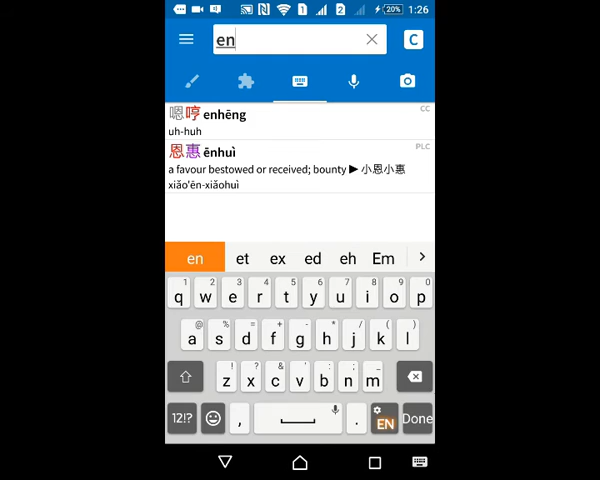 1 2 20% 1:26
en C
嗯哼 enhēng CC
uh-huh
恩惠 ēnhuì PLC
a favour bestowed or received; bounty ▶ 小恩小惠
xiǎo'ēn-xiǎohuì
en et ex ed eh Em
1 2 3 4 5 6 7 8 9 0
q w e r t y u i o p
@ % = + - * / ( )
a s d f g h j k l
! ? & ' : ; _
z x c v b n m
12!? , . EN Done